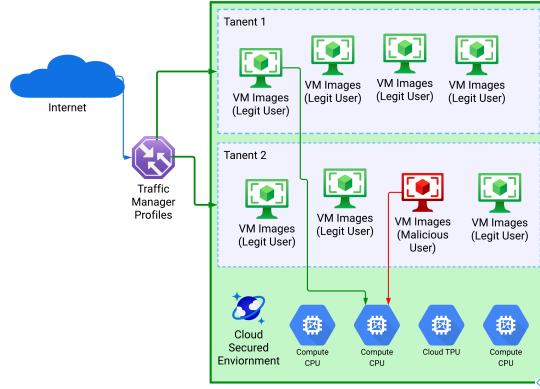 Tanent 1
VM Images
(Legit User)
VM Images
(Legit User)
VM Images
(Legit User)
VM Images
(Legit User)
Internet
Traffic
Manager
Profiles
Tanent 2
VM Images
(Legit User)
VM Images
(Legit User)
VM Images
(Malicious
User)
VM Images
(Legit User)
Cloud
Secured
Enviornment
Compute
CPU
Compute
CPU
Cloud TPU
Compute
CPU